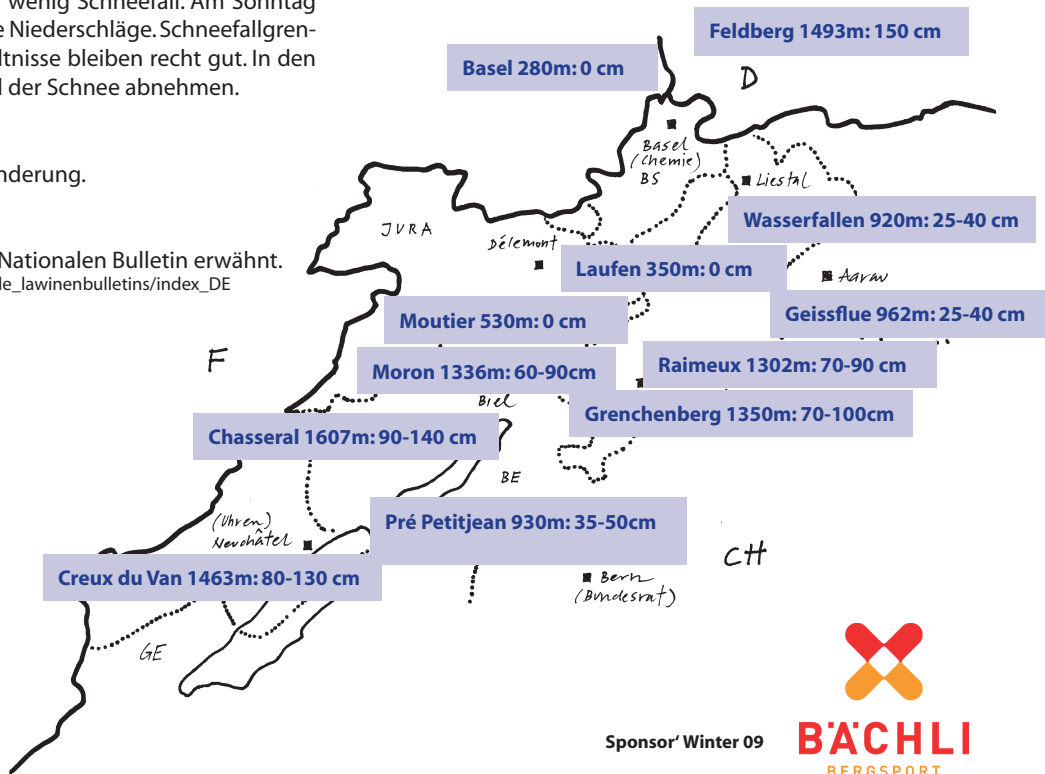 wenig Schneefall. Am Sonntag
e Niederschläge. Schneefallgren-
ltnisse bleiben recht gut. In den
der Schnee abnehmen.
nderung.
Nationalen Bulletin erwähnt.
le_lawinenbulletins/index_DE
Feldberg 1493m: 150 cm
Basel 280m: 0 cm
D
Basel
(Chemie)
BS
Liestal
Wasserfallen 920m: 25-40 cm
JURA
Délemont
Laufen 350m: 0 cm
Aarau
Geissflue 962m: 25-40 cm
Moutier 530m: 0 cm
F
Raimeux 1302m: 70-90 cm
Moron 1336m: 60-90cm
Biel
Grenchenberg 1350m: 70-100cm
Chasseral 1607m: 90-140 cm
BE
Pré Petitjean 930m: 35-50cm
(Uhren)
Neuchâtel
CH
Creux du Van 1463m: 80-130 cm
Bern
(Bundesrat)
GE
Sponsor‘ Winter 09
BÄCHLI
BERGSPORT